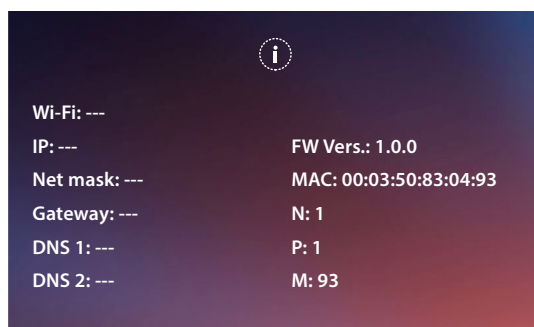 i
Wi-Fi: ---
IP: ---
Net mask: ---
Gateway: ---
DNS 1: ---
DNS 2: ---
FW Vers.: 1.0.0
MAC: 00:03:50:83:04:93
N: 1
P: 1
M: 93